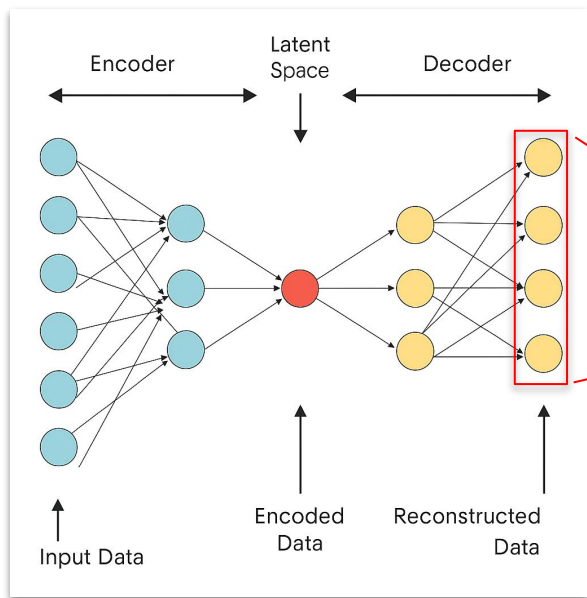 Encoder
Latent
Space
Decoder
Input Data
Encoded
Data
Reconstructed
Data